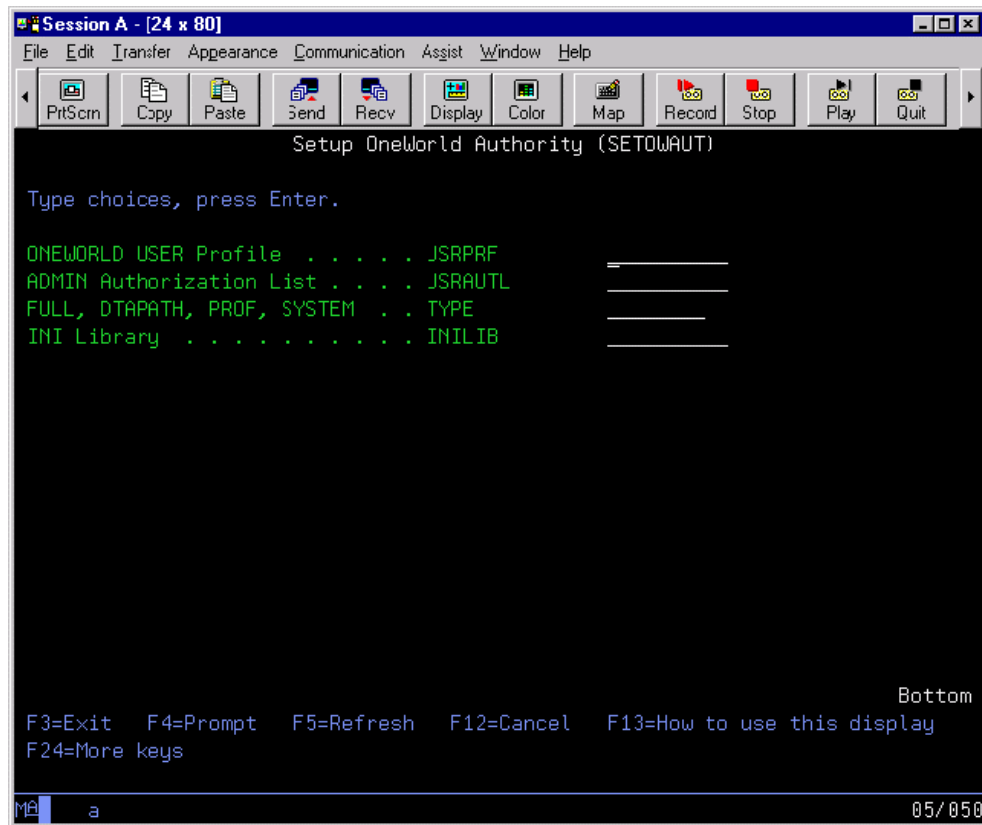 Session A - [24 x 80]
File Edit Transfer Appearance Communication Assist Window Help
PrtScrn Copy Paste Send Recv Display Color Map Record Stop Play Quit
Setup OneWorld Authority (SETOWAUT)
Type choices, press Enter.
ONEWORLD USER Profile . . . . . JSRPRF
ADMIN Authorization List . . . . JSRAUTL
FULL, DTAPATH, PROF, SYSTEM . . TYPE
INI Library . . . . . . . . . . INILIB
Bottom
F3=Exit F4=Prompt F5=Refresh F12=Cancel F13=How to use this display
F24=More keys
MA a 05/050